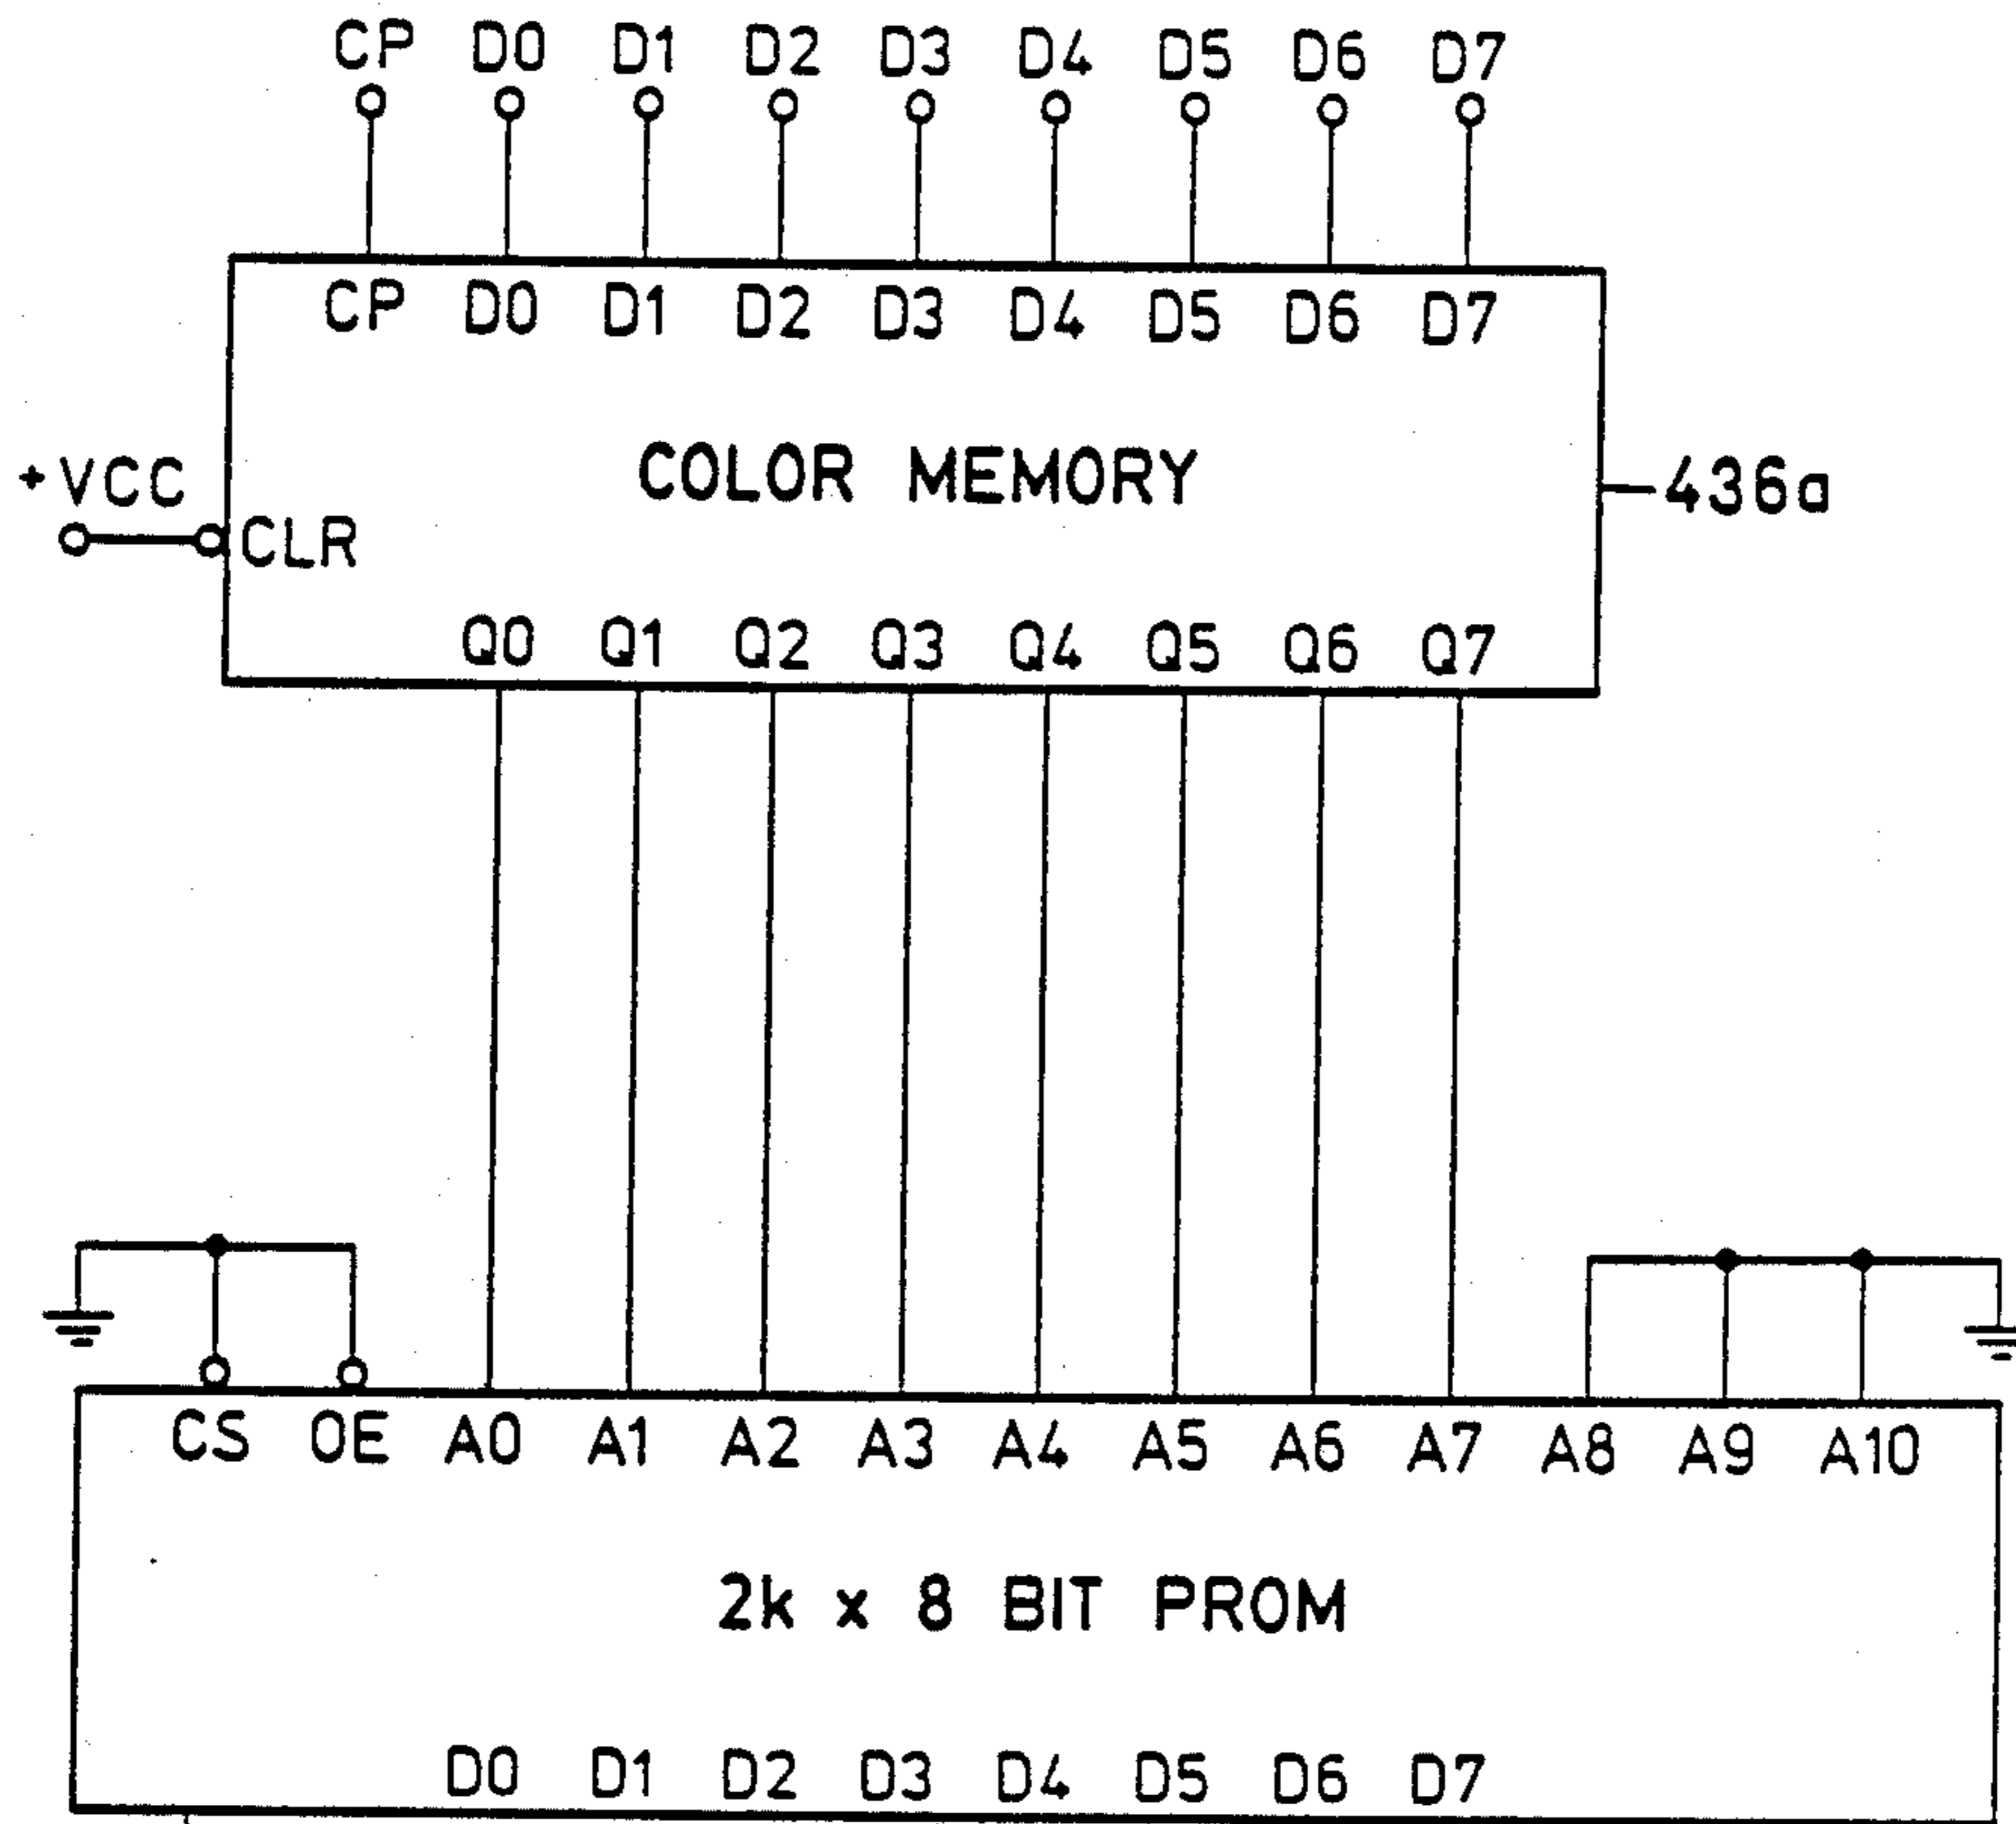 CP D0 D1 D2 D3 D4 D5 D6 D7
CP D0 D1 D2 D3 D4 D5 D6 D7
COLOR MEMORY
+VCC
436a
CLR
Q0 Q1 Q2 Q3 Q4 Q5 Q6 Q7
CS OE A0 A1 A2 A3 A4 A5 A6 A7 A8 A9 A10
2k x 8 BIT PROM
D0 D1 D2 D3 D4 D5 D6 D7